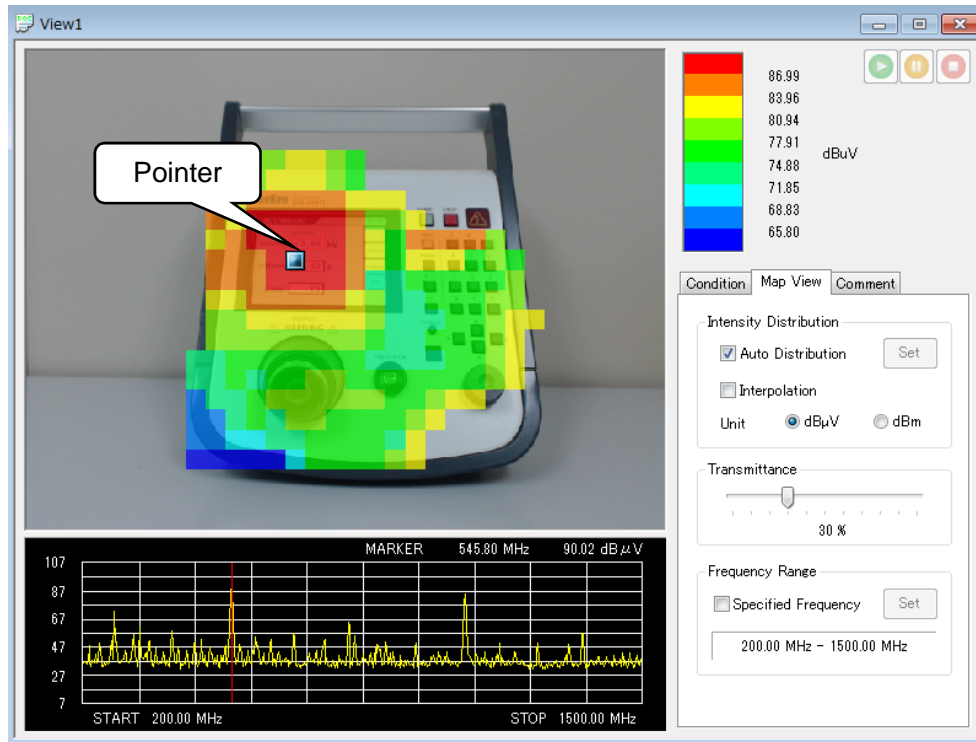 View1
Pointer
86.99
83.96
80.94
77.91
74.88
71.85
68.83
65.80
dBuV
Condition
Map View
Comment
Intensity Distribution
Auto Distribution
Set
Interpolation
Unit
dBμV
dBm
Transmittance
30 %
Frequency Range
Specified Frequency
Set
200.00 MHz - 1500.00 MHz
MARKER 545.80 MHz 90.02 dBμV
107
87
67
47
27
7
START 200.00 MHz
STOP 1500.00 MHz